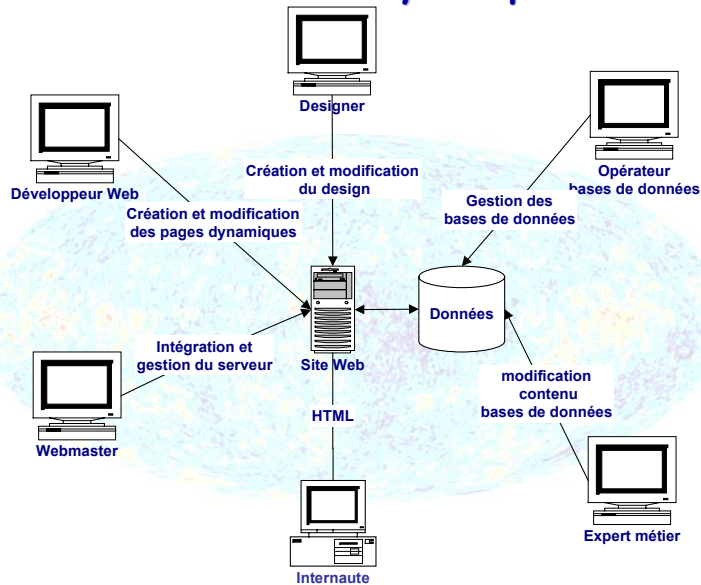 Designer
Développeur Web
Opérateur
bases de données
Création et modification
du design
Création et modification
des pages dynamiques
Gestion des
bases de données
Données
Site Web
Intégration et
gestion du serveur
Webmaster
HTML
modification
contenu
bases de données
Expert métier
Internaute